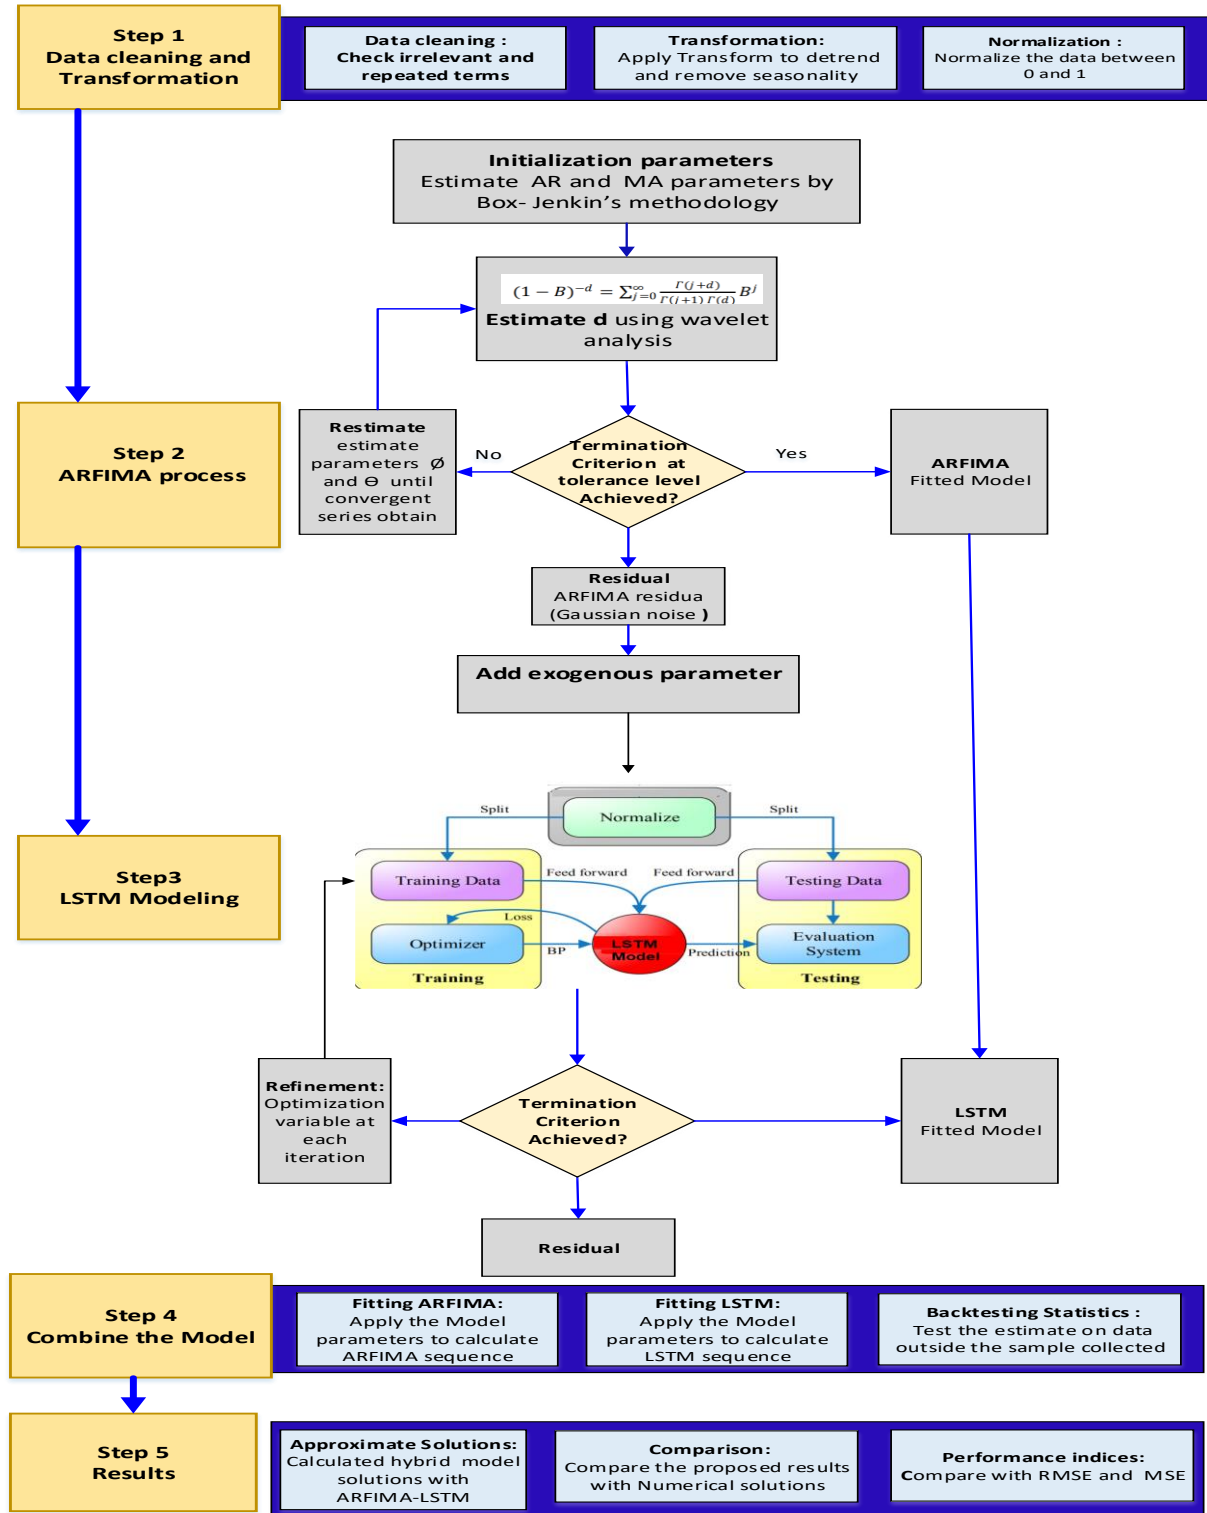 Step 1
Data cleaning and
Transformation
Data cleaning :
Check irrelevant and
repeated terms
Transformation:
Apply Transform to detrend
and remove seasonality
Normalization :
Normalize the data between
0 and 1
Initialization parameters
Estimate AR and MA parameters by
Box- Jenkin’s methodology
(1 − B)^{−d} = ∑_{j=0}^{∞} Γ(j+d) / Γ(j+1) Γ(d) B^j
Estimate d using wavelet
analysis
Step 2
ARFIMA process
Restimate
estimate
parameters Ø
and Θ until
convergent
series obtain
No
Termination
Criterion at
tolerance level
Achieved?
Yes
ARFIMA
Fitted Model
Residual
ARFIMA residua
(Gaussian noise )
Add exogenous parameter
Step3
LSTM Modeling
Split
Normalize
Split
Training Data
Feed forward
Feed forward
Testing Data
Loss
Optimizer
BP
LSTM
Model
Prediction
Evaluation
System
Training
Testing
Refinement:
Optimization
variable at
each
iteration
Termination
Criterion
Achieved?
LSTM
Fitted Model
Residual
Step 4
Combine the Model
Fitting ARFIMA:
Apply the Model
parameters to calculate
ARFIMA sequence
Fitting LSTM:
Apply the Model
parameters to calculate
LSTM sequence
Backtesting Statistics :
Test the estimate on data
outside the sample collected
Step 5
Results
Approximate Solutions:
Calculated hybrid model
solutions with
ARFIMA-LSTM
Comparison:
Compare the proposed results
with Numerical solutions
Performance indices:
Compare with RMSE and MSE